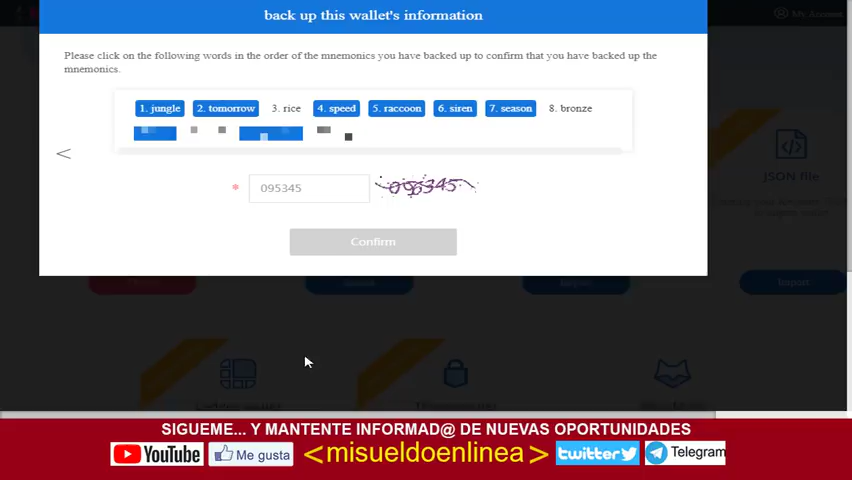 back up this wallet's information
My Account
Please click on the following words in the order of the mnemonics you have backed up to confirm that you have backed up the
mnemonics.
1. jungle 2. tomorrow 3. rice 4. speed 5. raccoon 6. siren 7. season 8. bronze
<
* 095345 095345
JSON file
Confirm
Import
SIGUEME... Y MANTENTE INFORMAD@ DE NUEVAS OPORTUNIDADES
YouTube Me gusta <misueldoenlinea> twitter Telegram